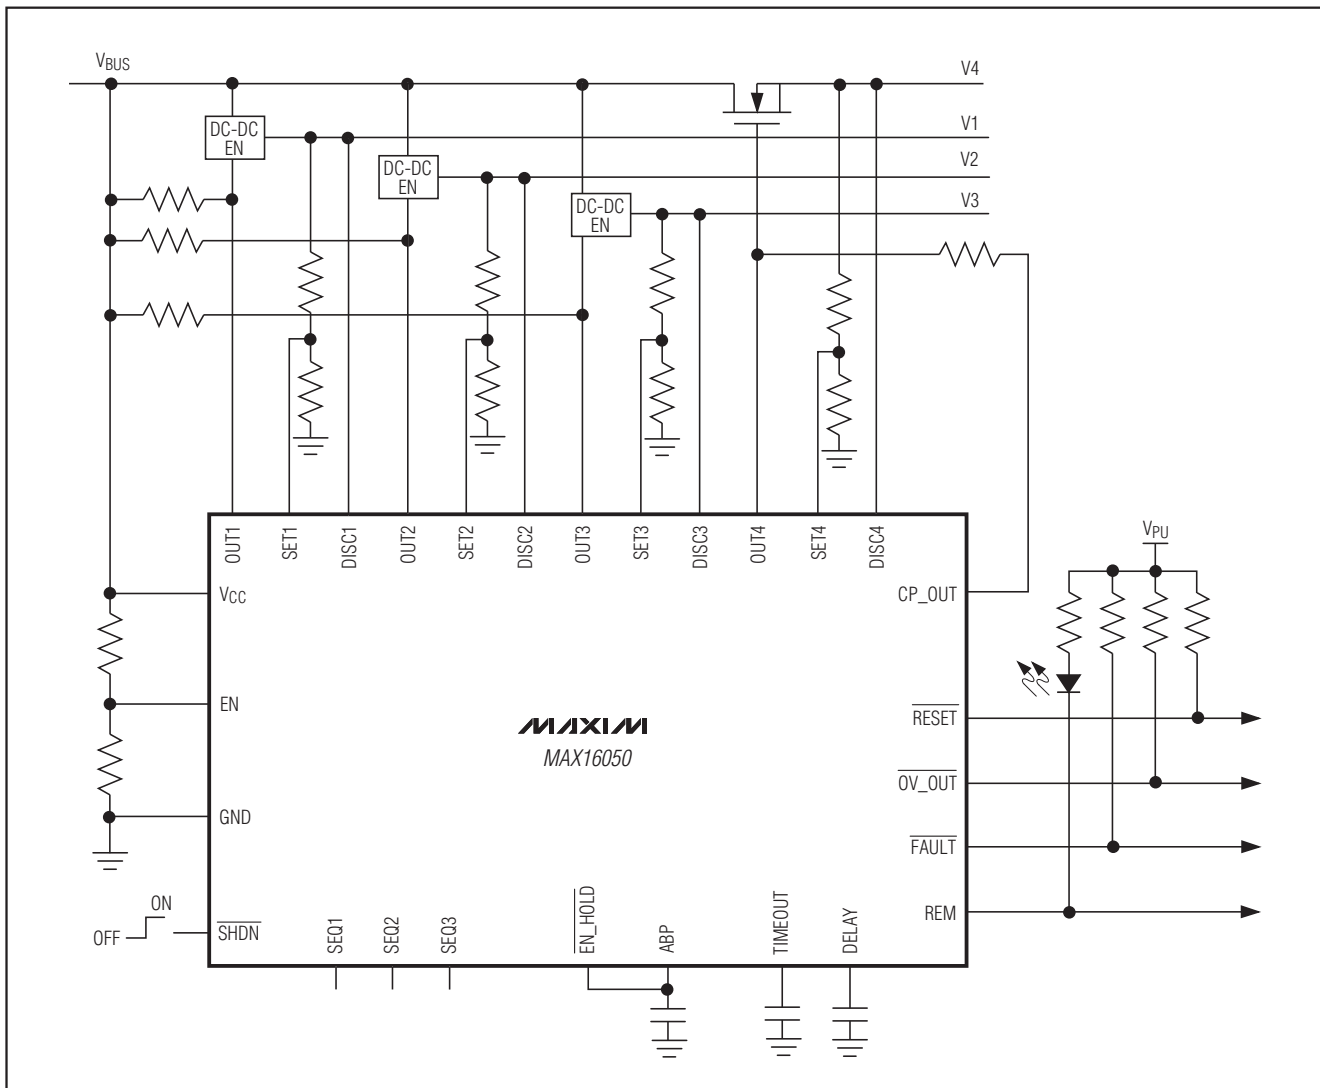 VBUS
V4
DC-DC
EN
V1
DC-DC
EN
V2
DC-DC
EN
V3
OUT1
SET1
DISC1
OUT2
SET2
DISC2
OUT3
SET3
DISC3
OUT4
SET4
DISC4
VPU
VCC
CP_OUT
EN
RESET
MAXIM
MAX16050
OV_OUT
GND
FAULT
ON
OFF
SHDN
REM
SEQ1
SEQ2
SEQ3
EN_HOLD
ABP
TIMEOUT
DELAY